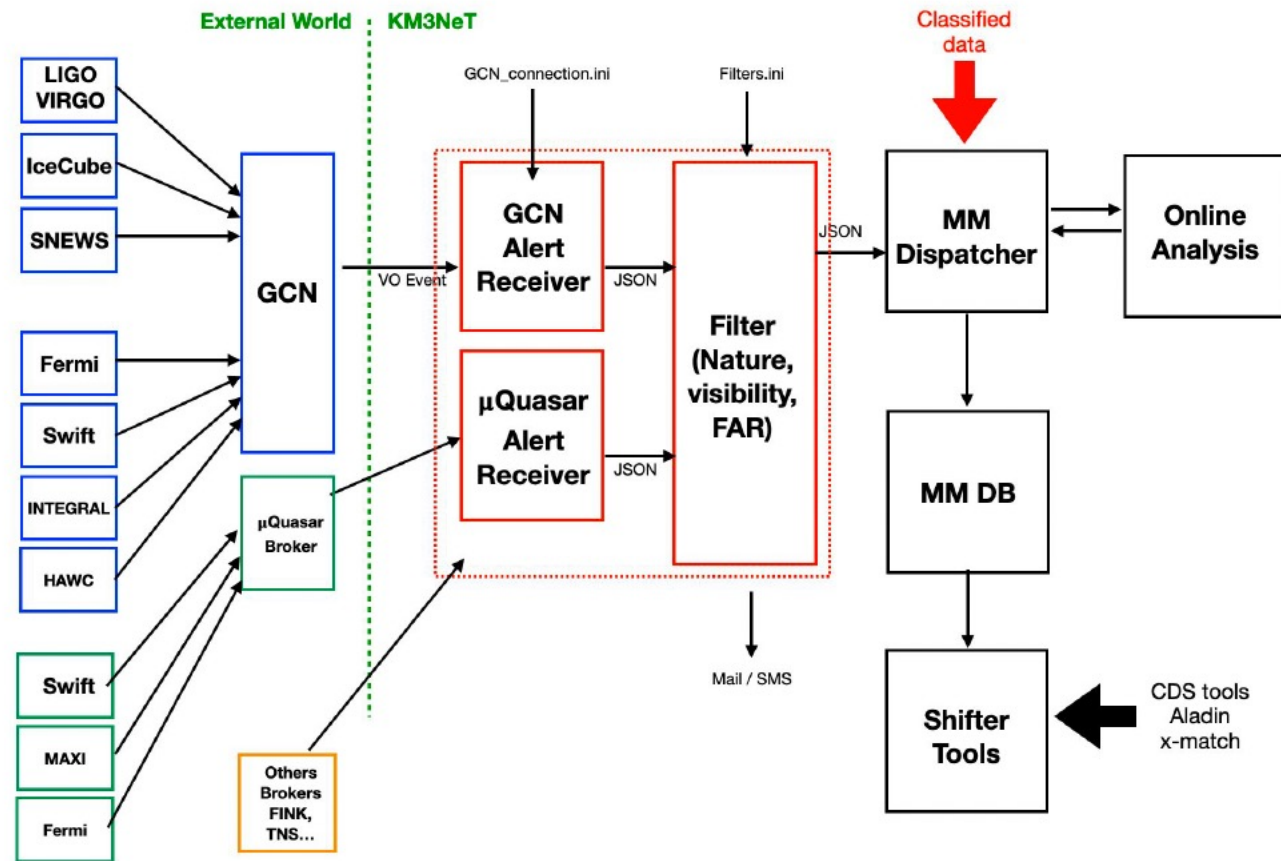 External World
KM3NeT
Classified
data
LIGO
VIRGO
IceCube
SNEWS
Fermi
Swift
INTEGRAL
HAWC
Swift
MAXI
Fermi
GCN
μQuasar
Broker
Others
Brokers
FINK,
TNS...
VO Event
GCN_connection.ini
Filters.ini
GCN
Alert
Receiver
JSON
μQuasar
Alert
Receiver
JSON
Filter
(Nature,
visibility,
FAR)
JSON
Mail / SMS
MM
Dispatcher
Online
Analysis
MM DB
Shifter
Tools
CDS tools
Aladin
x-match